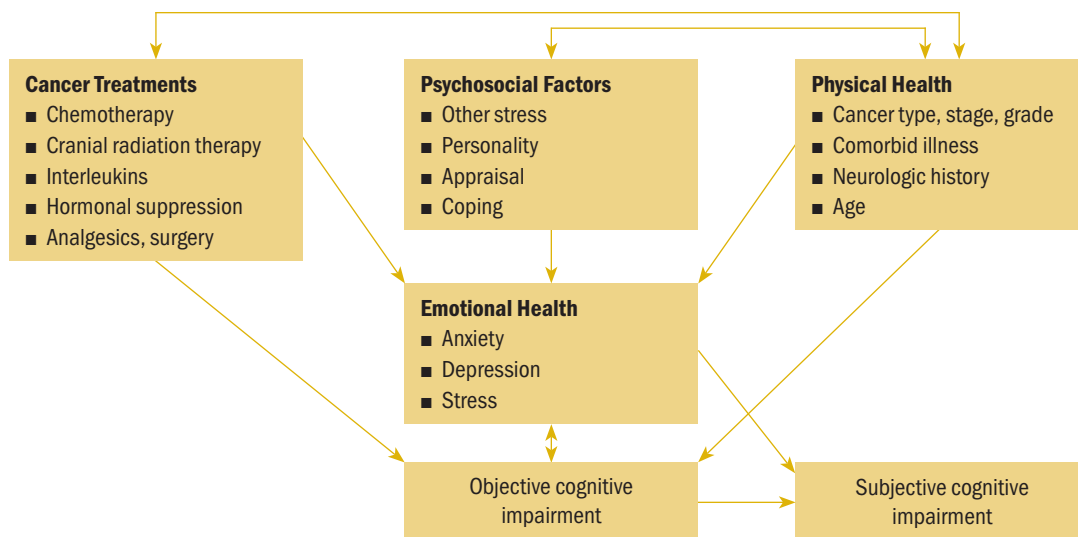 Cancer Treatments
■ Chemotherapy
■ Cranial radiation therapy
■ Interleukins
■ Hormonal suppression
■ Analgesics, surgery
Psychosocial Factors
■ Other stress
■ Personality
■ Appraisal
■ Coping
Physical Health
■ Cancer type, stage, grade
■ Comorbid illness
■ Neurologic history
■ Age
Emotional Health
■ Anxiety
■ Depression
■ Stress
Objective cognitive
impairment
Subjective cognitive
impairment